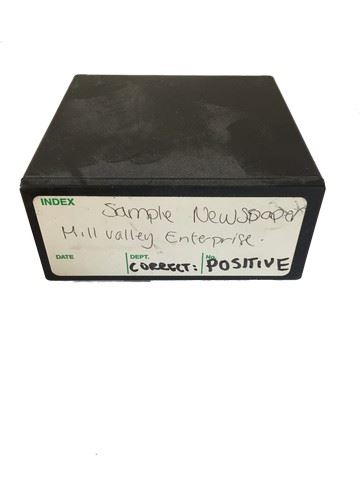 INDEX
Sample Newspaper
Mill Valley Enterprise.
DATE DEPT. No.
CORRECT: POSITIVE